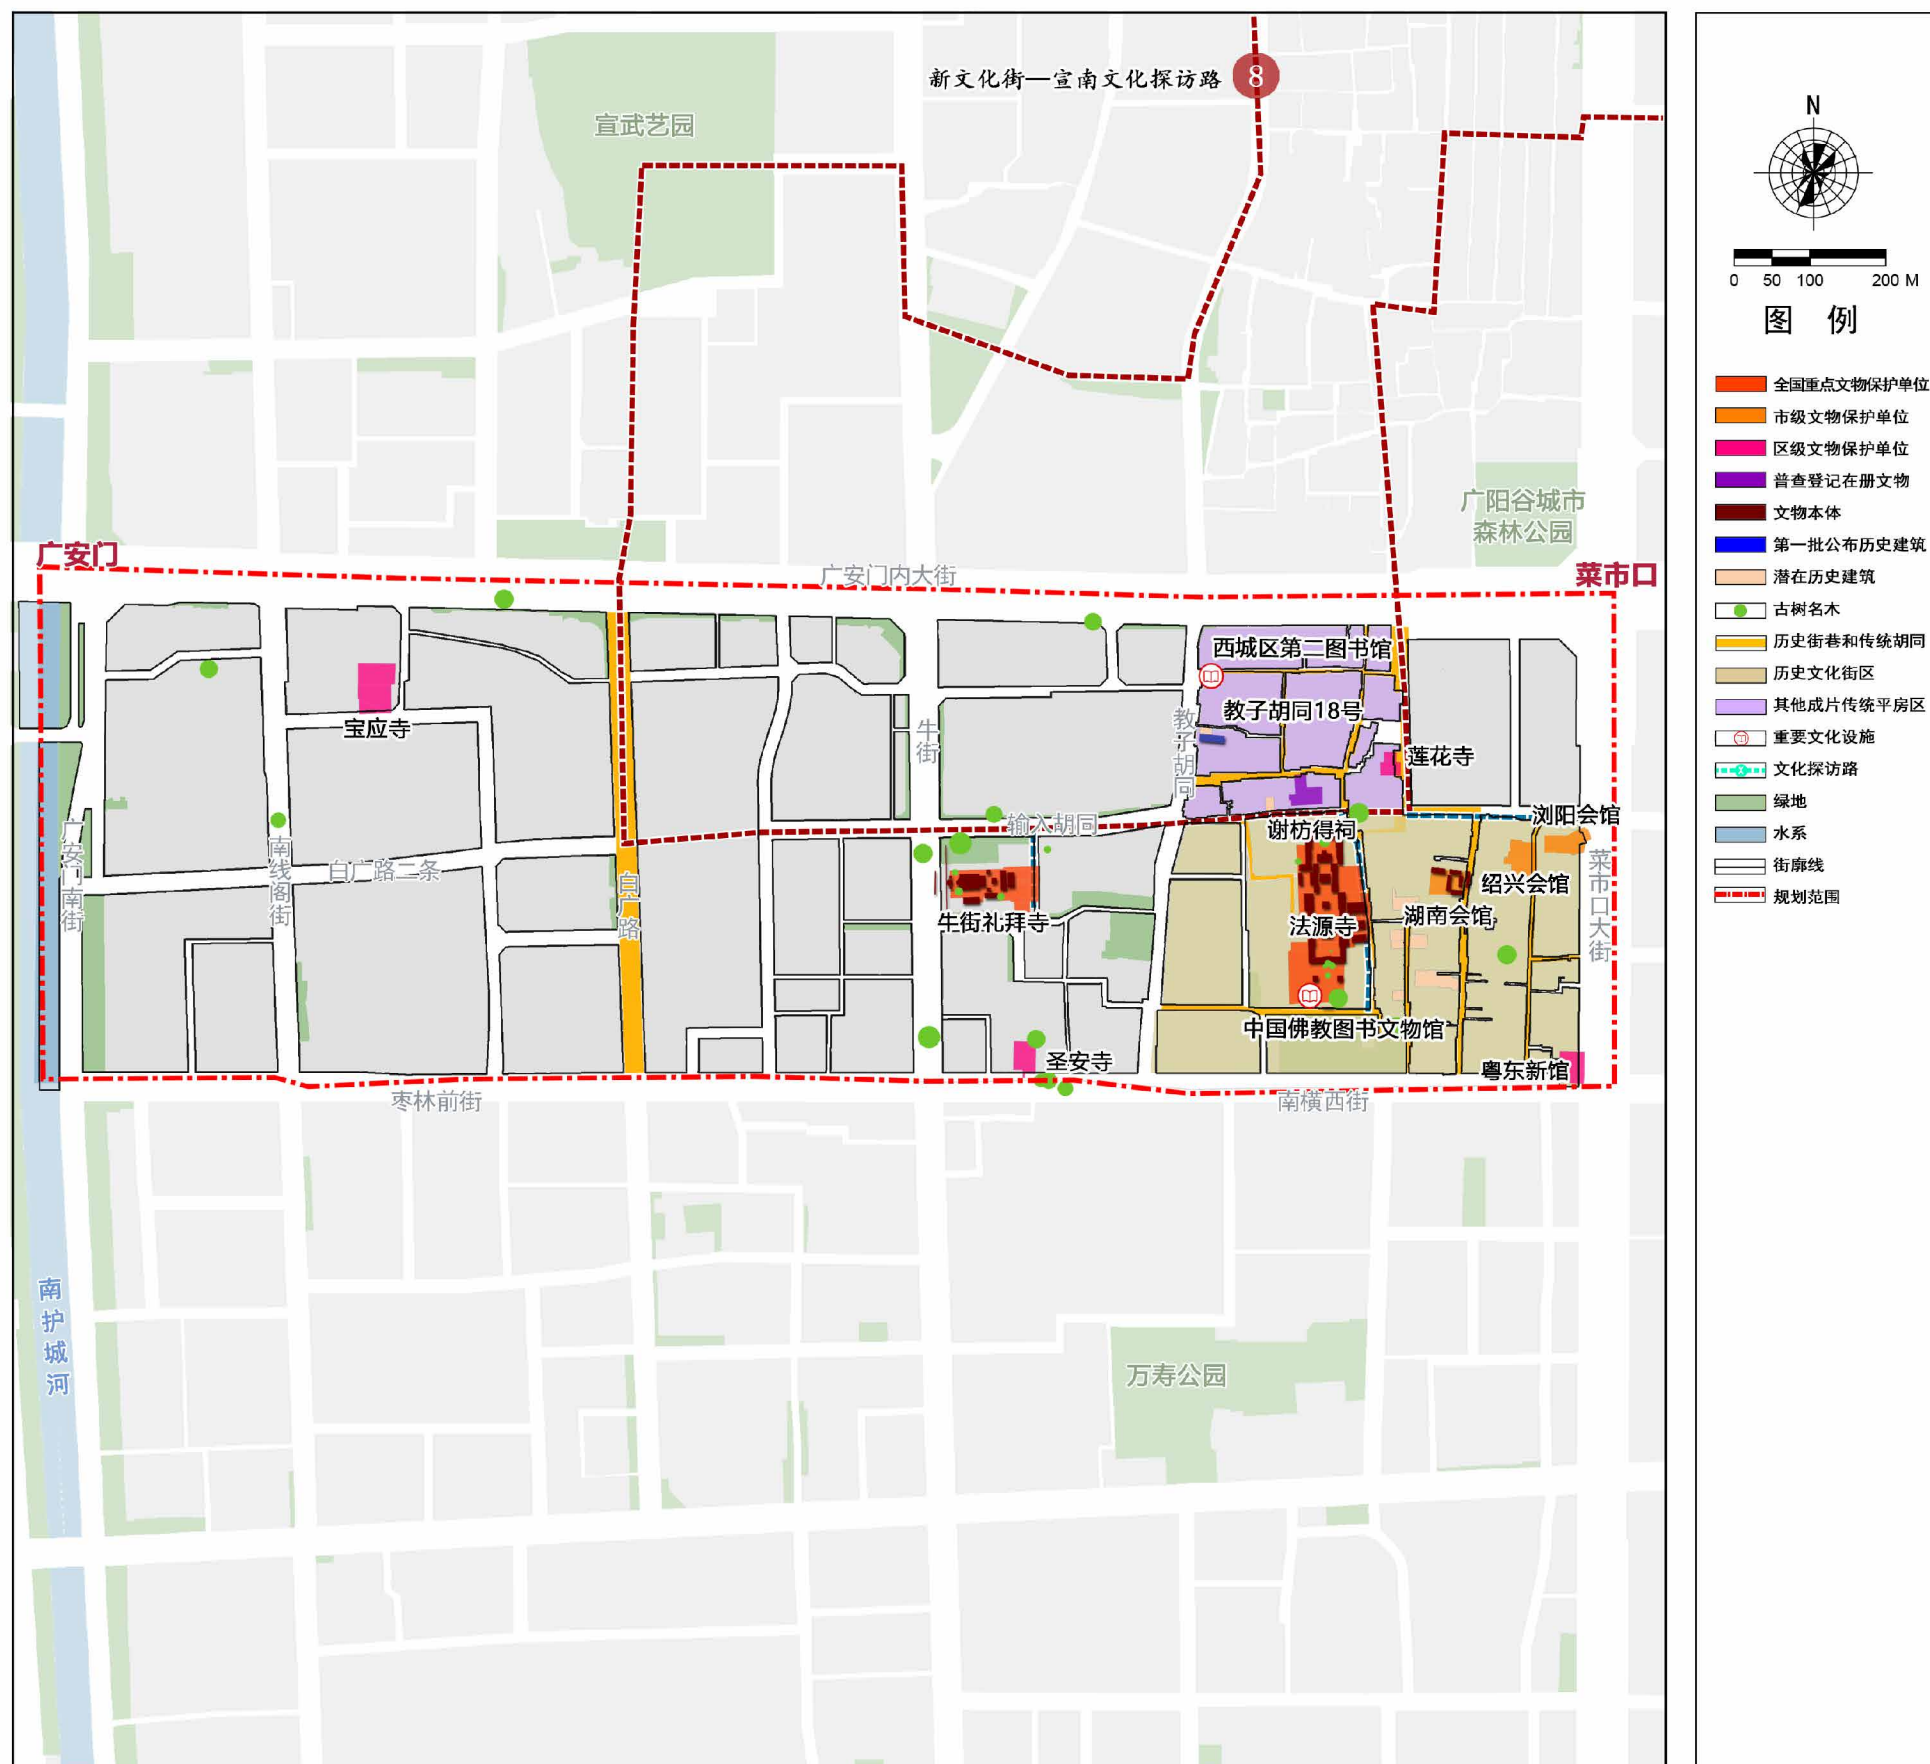 新文化街—宣南文化探访路
8
宣武艺园
广阳谷城市
森林公园
广安门
广安门内大街
菜市口
西城区第二图书馆
教子胡同18号
宝应寺
牛街
教子胡同
莲花寺
输入胡同
谢枋得祠
浏阳会馆
广安门南街
南线阁街
白广路二条
白广路
牛街礼拜寺
法源寺
湖南会馆
绍兴会馆
菜市口大街
中国佛教图书文物馆
圣安寺
粤东新馆
枣林前街
南横西街
南护城河
万寿公园
N
0 50 100 200 M
图 例
全国重点文物保护单位
市级文物保护单位
区级文物保护单位
普查登记在册文物
文物本体
第一批公布历史建筑
潜在历史建筑
古树名木
历史街巷和传统胡同
历史文化街区
其他成片传统平房区
重要文化设施
文化探访路
绿地
水系
街廓线
规划范围